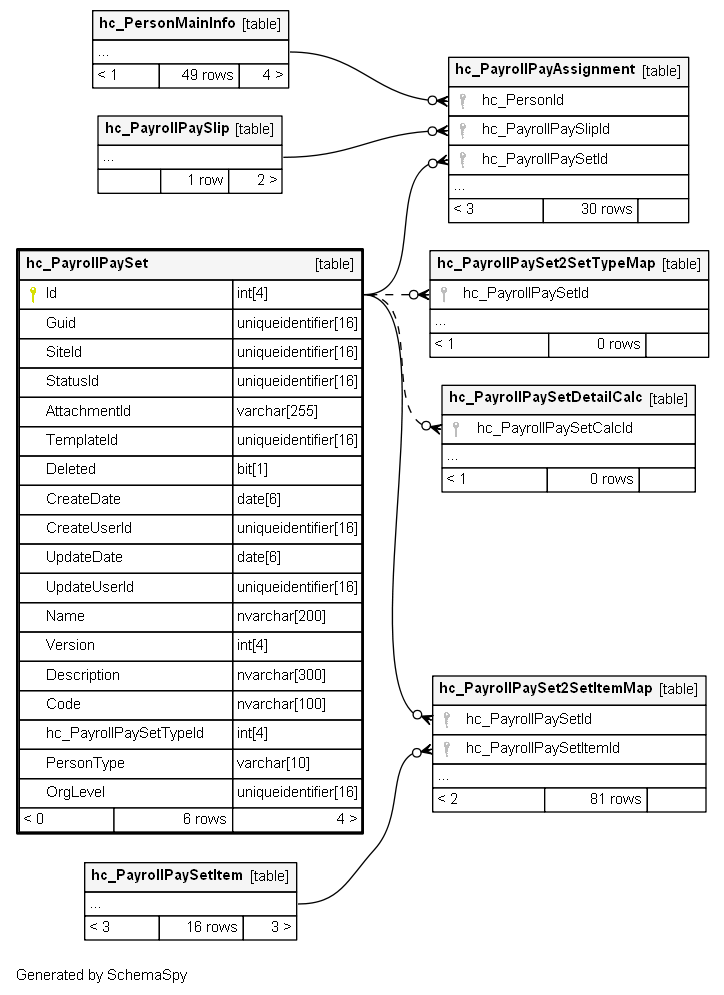 hc_PersonMainInfo [table]
...
< 1 49 rows 4 >
hc_PayrollPayAssignment [table]
hc_PersonId
hc_PayrollPaySlipId
hc_PayrollPaySetId
...
< 3 30 rows
hc_PayrollPaySlip [table]
...
1 row 2 >
hc_PayrollPaySet [table]
Id int[4]
Guid uniqueidentifier[16]
SiteId uniqueidentifier[16]
StatusId uniqueidentifier[16]
AttachmentId varchar[255]
TemplateId uniqueidentifier[16]
Deleted bit[1]
CreateDate date[6]
CreateUserId uniqueidentifier[16]
UpdateDate date[6]
UpdateUserId uniqueidentifier[16]
Name nvarchar[200]
Version int[4]
Description nvarchar[300]
Code nvarchar[100]
hc_PayrollPaySetTypeId int[4]
PersonType varchar[10]
OrgLevel uniqueidentifier[16]
< 0 6 rows 4 >
hc_PayrollPaySet2SetTypeMap [table]
hc_PayrollPaySetId
...
< 1 0 rows
hc_PayrollPaySetDetailCalc [table]
hc_PayrollPaySetCalcId
...
< 1 0 rows
hc_PayrollPaySet2SetItemMap [table]
hc_PayrollPaySetId
hc_PayrollPaySetItemId
...
< 2 81 rows
hc_PayrollPaySetItem [table]
...
< 3 16 rows 3 >
Generated by SchemaSpy